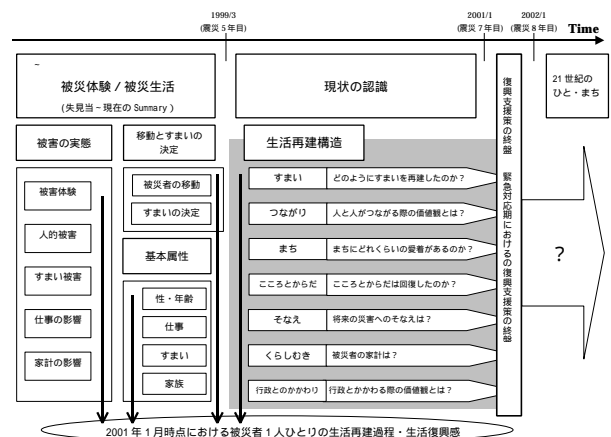 1999/3
(震災5年目)
2001/1
(震災7年目)
2002/1
(震災8年目)
Time
~
被災体験/被災生活
(失見当~現在のSummary)
現状の認識
21世紀の
ひと・まち
被害の実態
移動とすまいの
決定
生活再建構造
被害体験
人的被害
すまい被害
仕事の影響
家計の影響
被災者の移動
すまいの決定
基本属性
性・年齢
仕事
すまい
家族
すまい
どのようにすまいを再建したのか?
つながり
人と人がつながる際の価値観とは?
まち
まちにどれくらいの愛着があるのか?
こころとからだ
こころとからだは回復したのか?
そなえ
将来の災害へのそなえは?
くらしむき
被災者の家計は?
行政とのかかわり
行政とかかわる際の価値観とは?
復興支援策の終盤 緊急対応期におけるの復興支援策の終盤
?
2001年1月時点における被災者1人ひとりの生活再建過程・生活復興感